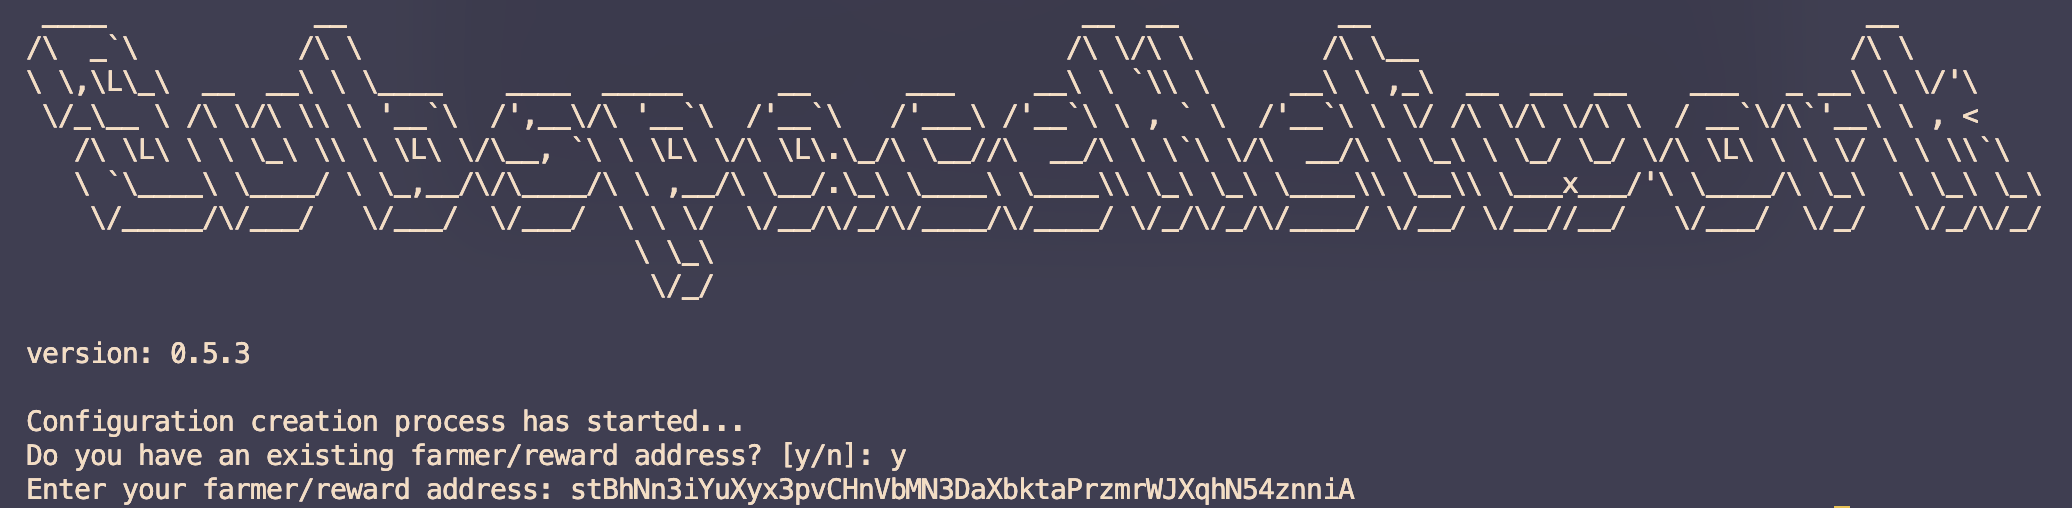 SubspaceNetwork
version: 0.5.3
Configuration creation process has started...
Do you have an existing farmer/reward address? [y/n]: y
Enter your farmer/reward address: stBhNn3iYuXyx3pvCHnVbMN3DaXbktaPrzmrWJXqhN54znniA